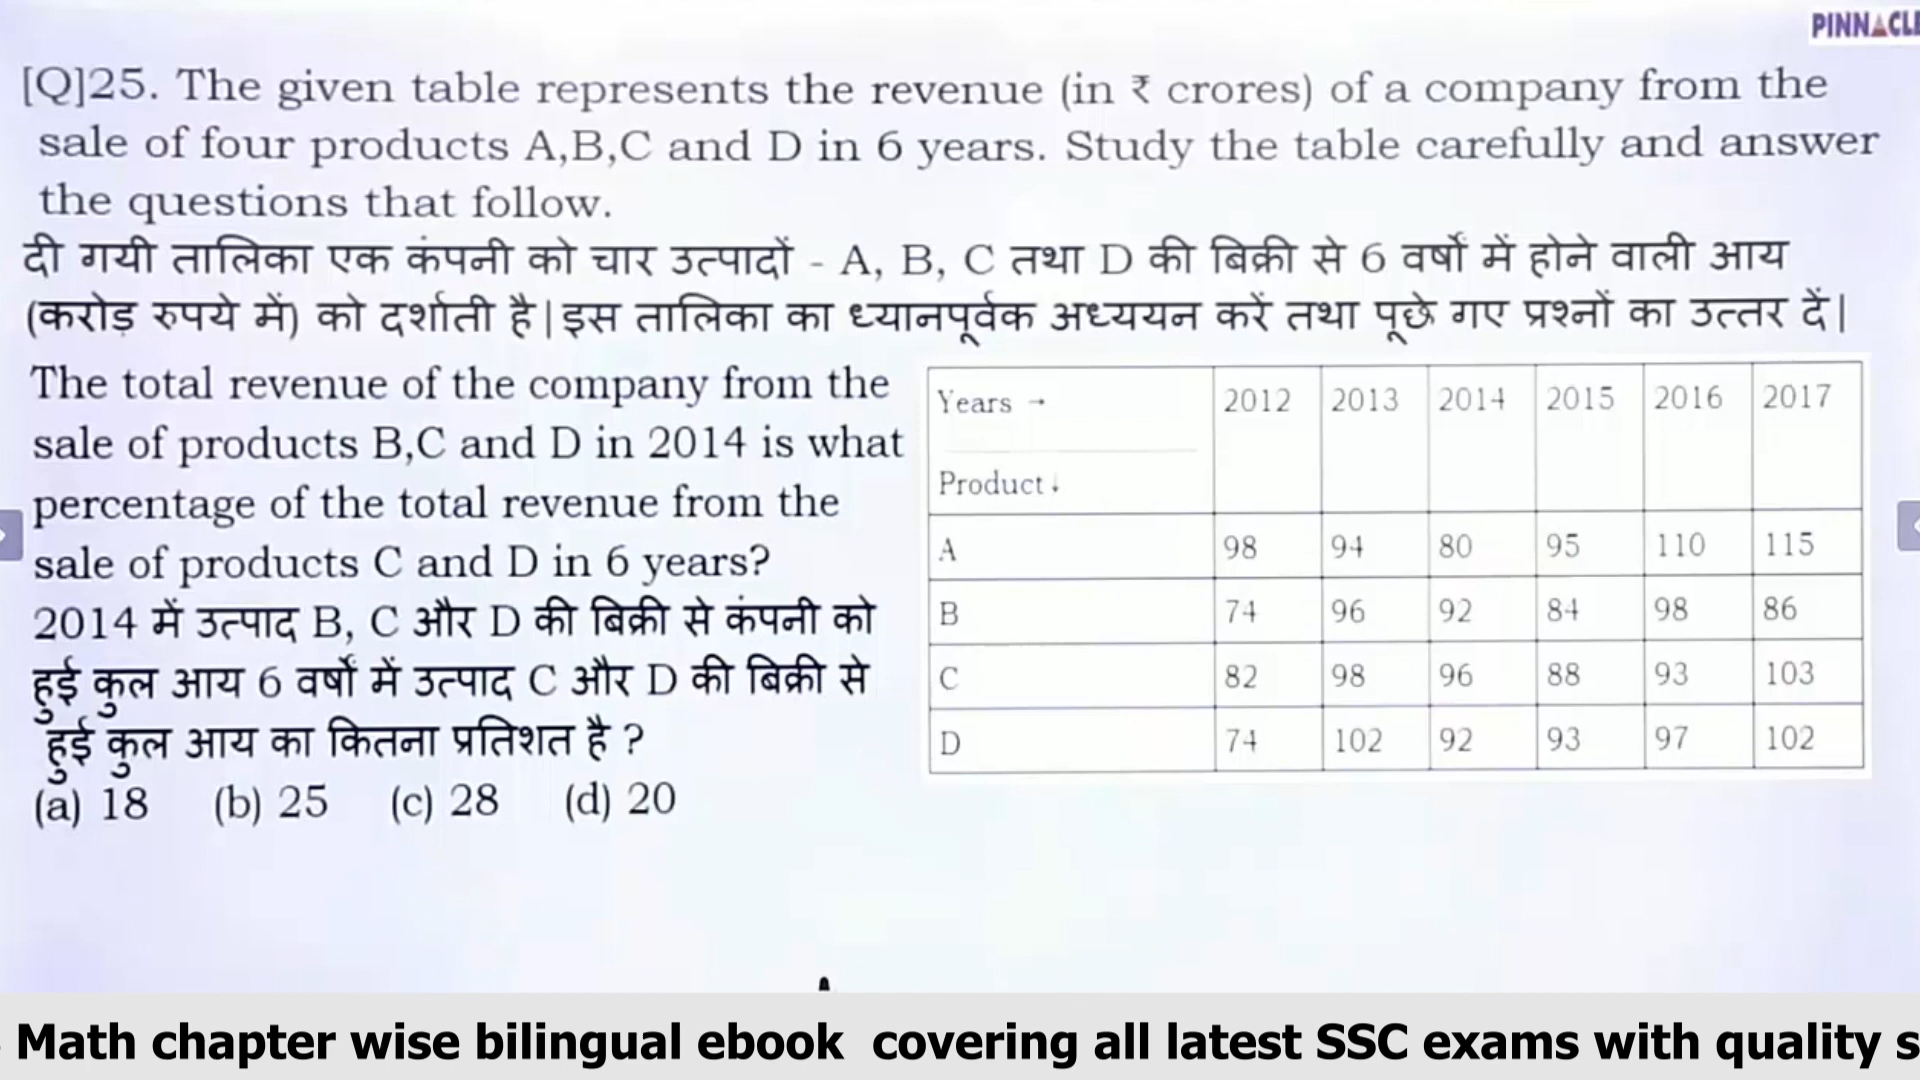 PINNACLE
[Q]25. The given table represents the revenue (in ₹ crores) of a company from the
sale of four products A,B,C and D in 6 years. Study the table carefully and answer
the questions that follow.
दी गयी तालिका एक कंपनी को चार उत्पादों - A, B, C तथा D की बिक्री से 6 वर्षों में होने वाली आय
(करोड़ रुपये में) को दर्शाती है|इस तालिका का ध्यानपूर्वक अध्ययन करें तथा पूछे गए प्रश्नों का उत्तर दें|
The total revenue of the company from the
sale of products B,C and D in 2014 is what
percentage of the total revenue from the
sale of products C and D in 6 years?
2014 में उत्पाद B, C और D की बिक्री से कंपनी को
हुई कुल आय 6 वर्षों में उत्पाद C और D की बिक्री से
हुई कुल आय का कितना प्रतिशत है ?
(a) 18 (b) 25 (c) 28 (d) 20
Years → 2012 2013 2014 2015 2016 2017
Product ↓
A 98 94 80 95 110 115
B 74 96 92 84 98 86
C 82 98 96 88 93 103
D 74 102 92 93 97 102
Math chapter wise bilingual ebook covering all latest SSC exams with quality s